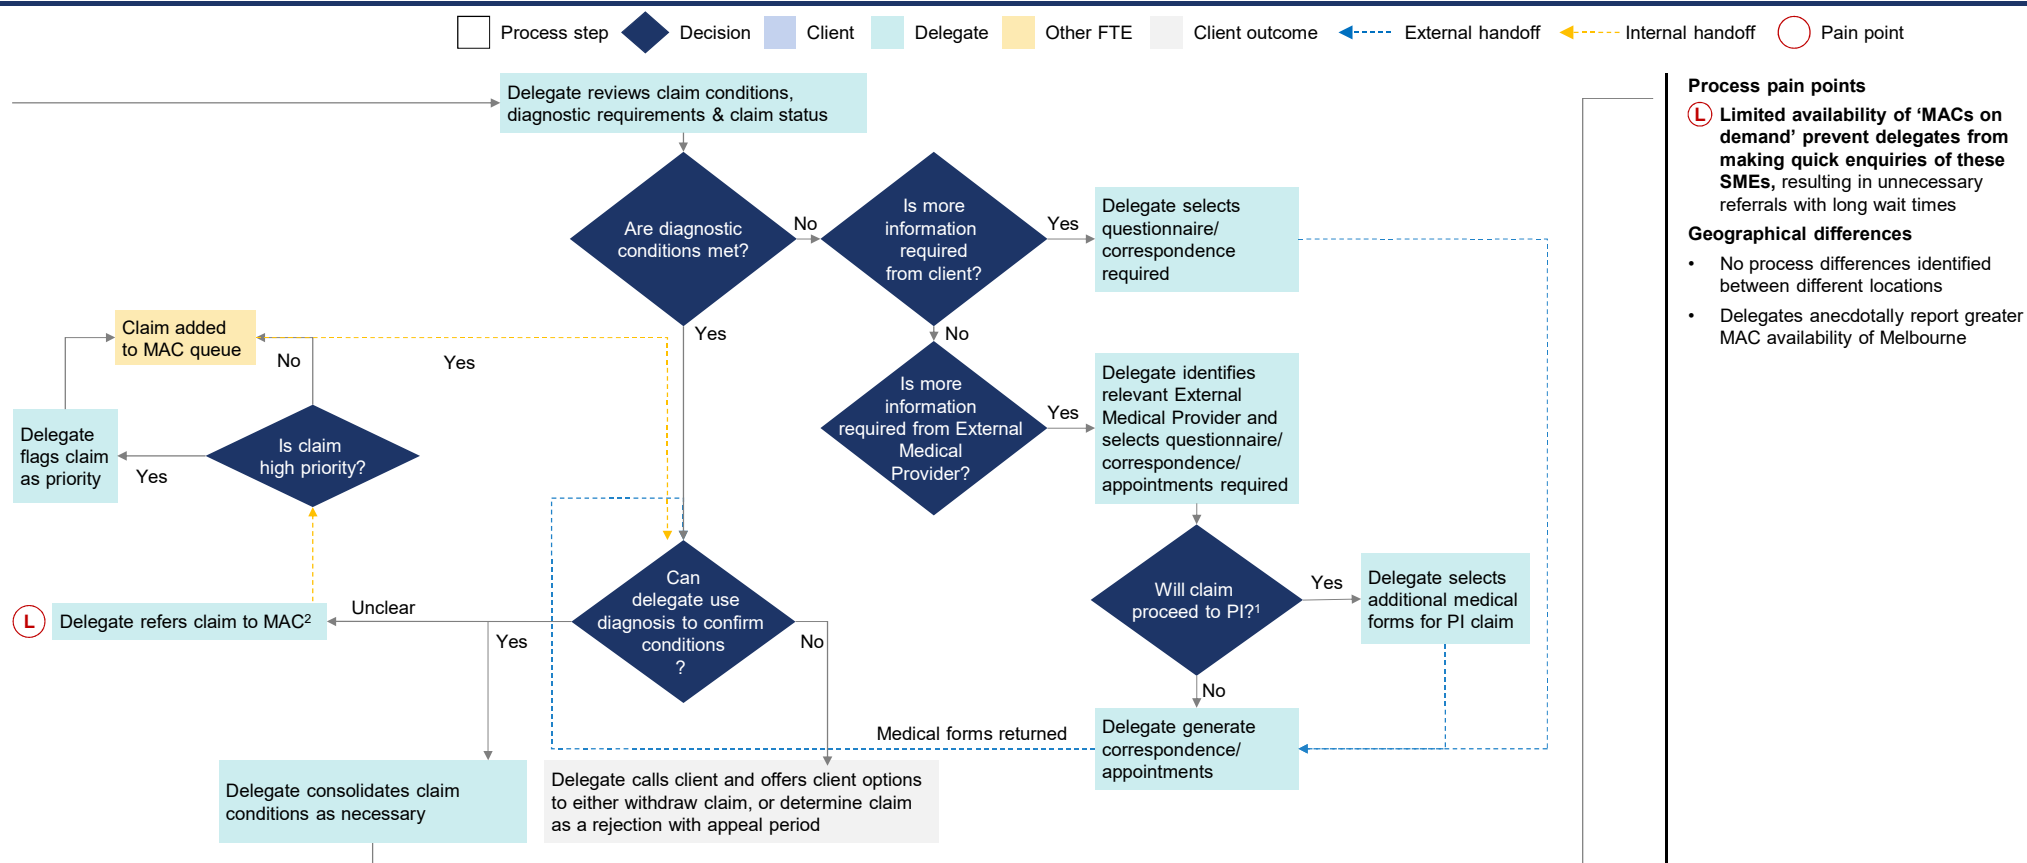 Process step
Decision
Client
Delegate
Other FTE
Client outcome
External handoff
Internal handoff
Pain point
Delegate reviews claim conditions,
diagnostic requirements & claim status
Are diagnostic
conditions met?
No
Yes
Is more
information
required
from client?
Yes
No
Delegate selects
questionnaire/
correspondence
required
Is more
information
required from External
Medical
Provider?
Yes
Delegate identifies
relevant External
Medical Provider and
selects questionnaire/
correspondence/
appointments required
Claim added
to MAC queue
No
Yes
Delegate
flags claim
as priority
Yes
Is claim
high priority?
L
Delegate refers claim to MAC²
Unclear
Yes
Can
delegate use
diagnosis to confirm
conditions
?
No
Will claim
proceed to PI?¹
Yes
No
Delegate selects
additional medical
forms for PI claim
Medical forms returned
Delegate generate
correspondence/
appointments
Delegate consolidates claim
conditions as necessary
Delegate calls client and offers client options
to either withdraw claim, or determine claim
as a rejection with appeal period
Process pain points
L Limited availability of ‘MACs on
demand’ prevent delegates from
making quick enquiries of these
SMEs, resulting in unnecessary
referrals with long wait times
Geographical differences
• No process differences identified
between different locations
• Delegates anecdotally report greater
MAC availability of Melbourne